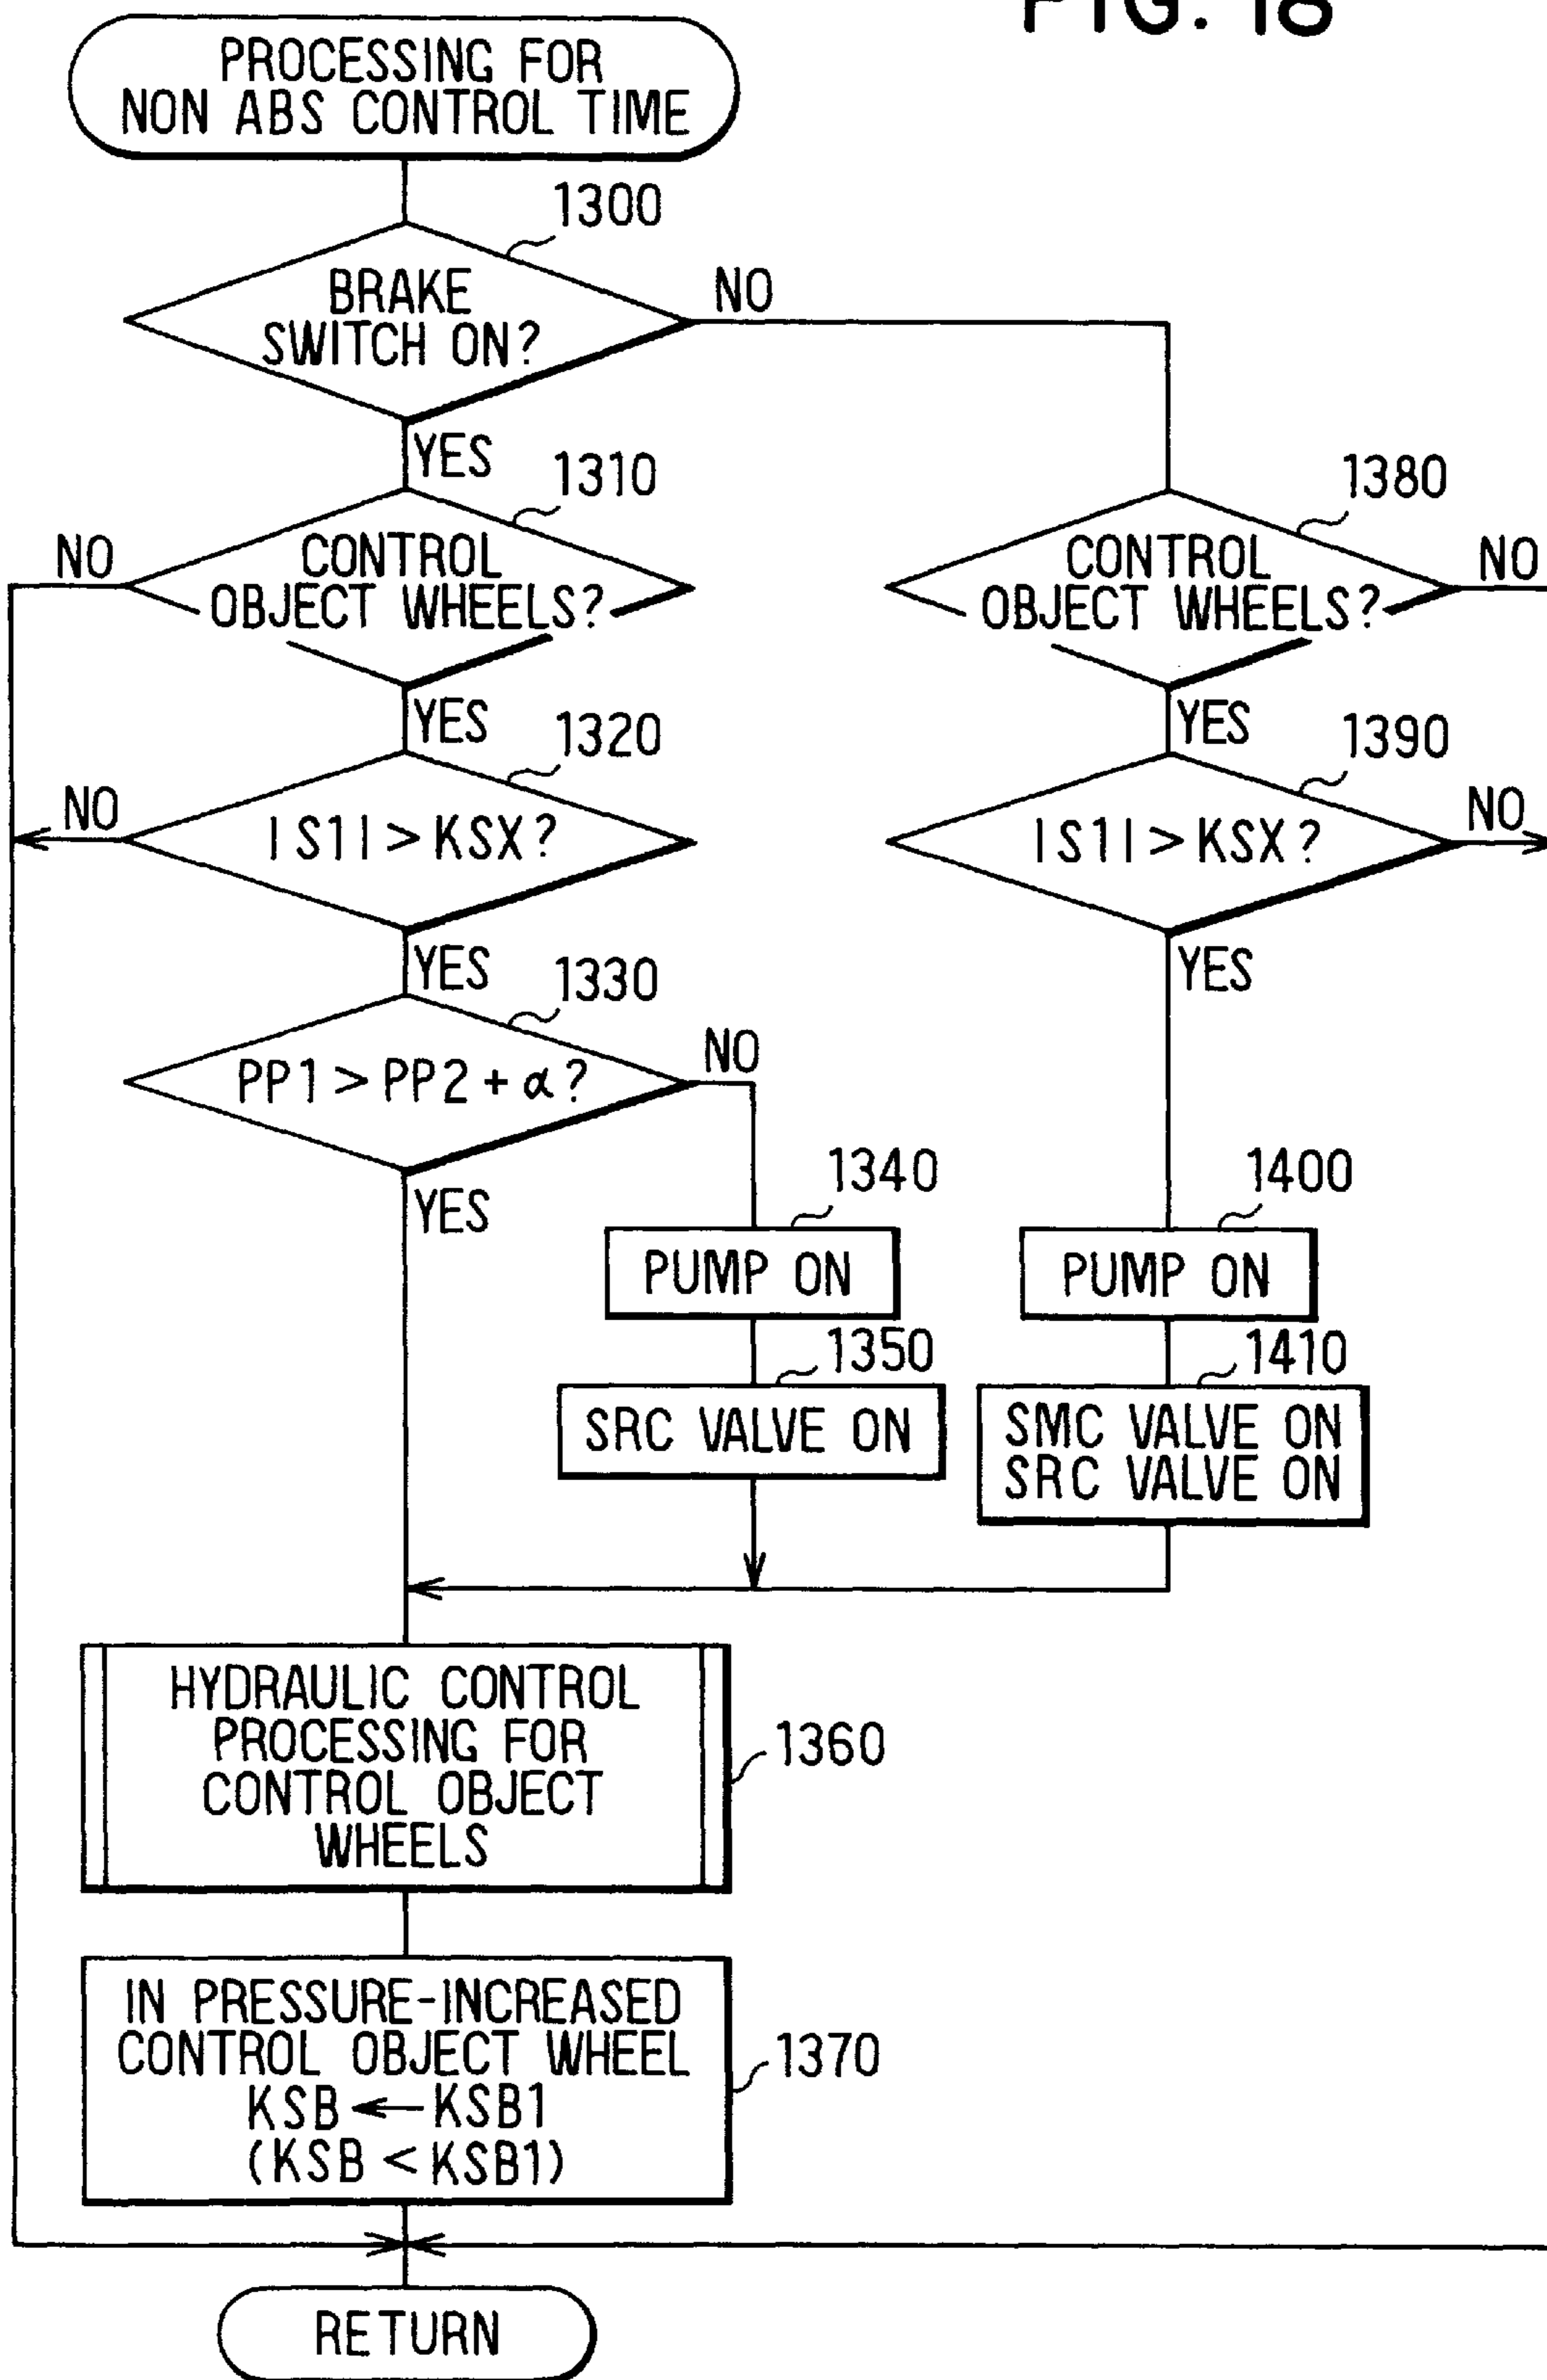 FIG. 18
PROCESSING FOR
NON ABS CONTROL TIME
1300
BRAKE
SWITCH ON?
NO
YES
1310
CONTROL
OBJECT WHEELS?
NO
YES
1380
CONTROL
OBJECT WHEELS?
NO
YES
1320
|S1|>KSX?
NO
YES
1390
|S1|>KSX?
NO
YES
1330
PP1>PP2+α?
NO
YES
1340
PUMP ON
1350
SRC VALVE ON
1400
PUMP ON
1410
SMC VALVE ON
SRC VALVE ON
HYDRAULIC CONTROL
PROCESSING FOR
CONTROL OBJECT
WHEELS
1360
IN PRESSURE-INCREASED
CONTROL OBJECT WHEEL
KSB←KSB1
(KSB<KSB1)
1370
RETURN